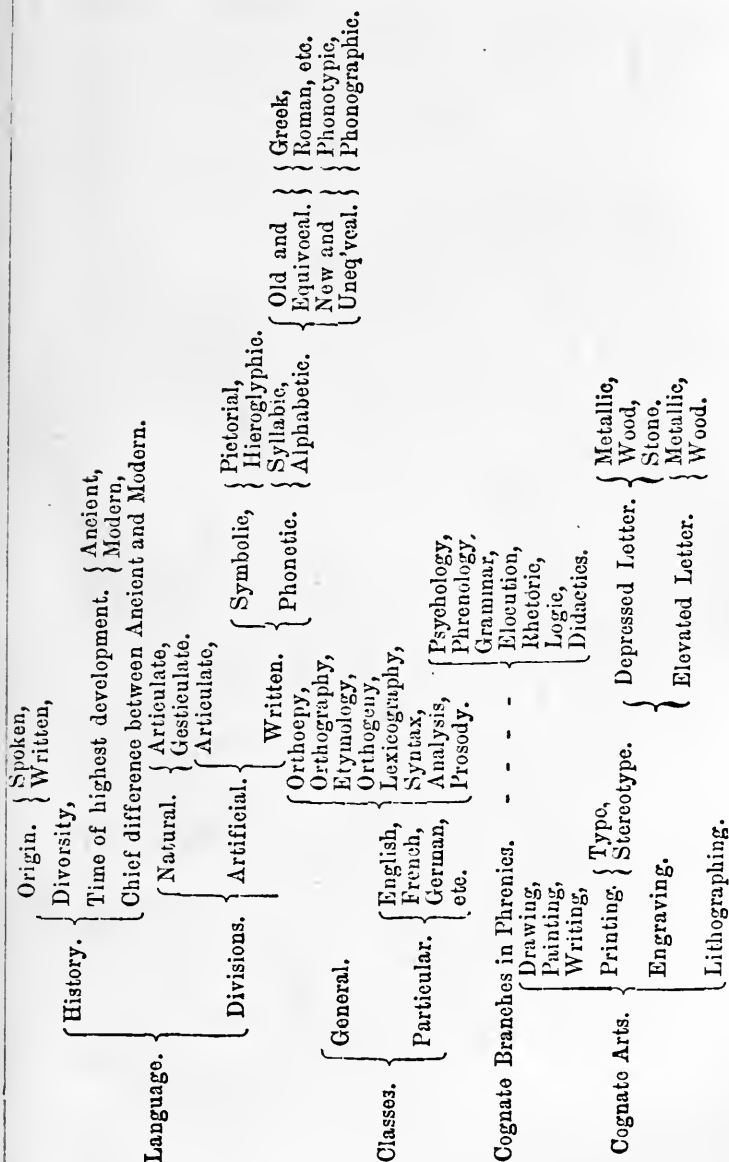 Language.
History.
Origin.
Spoken,
Written,
Diversity,
Time of highest development.
Ancient,
Modern,
Chief difference between Ancient and Modern.
Divisions.
Natural.
Articulate,
Gesticulate.
Artificial.
Articulate,
Written.
Symbolic,
Pictorial,
Hieroglyphic.
Phonetic.
Syllabic,
Alphabetic.
Old and
Equivocal.
Greek,
Roman, etc.
New and
Uneq'vcal.
Phonotypic,
Phonographic.
Classes.
General.
Orthoepy,
Orthography,
Etymology,
Orthogeny,
Lexicography,
Syntax,
Analysis,
Prosody.
Particular.
English,
French,
German,
etc.
Cognate Branches in Phrenics. - - - -
Psychology,
Phrenology,
Grammar,
Elocution,
Rhetoric,
Logic,
Didactics.
Cognate Arts.
Drawing,
Painting,
Writing,
Printing.
Type,
Stereotype.
Engraving.
Depressed Letter.
Metallic,
Wood,
Stone.
Elevated Letter.
Metallic,
Wood.
Lithographing.